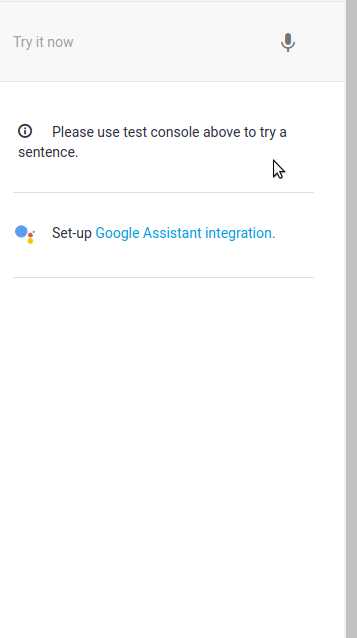 Try it now
Please use test console above to try a
sentence.
Set-up Google Assistant integration.